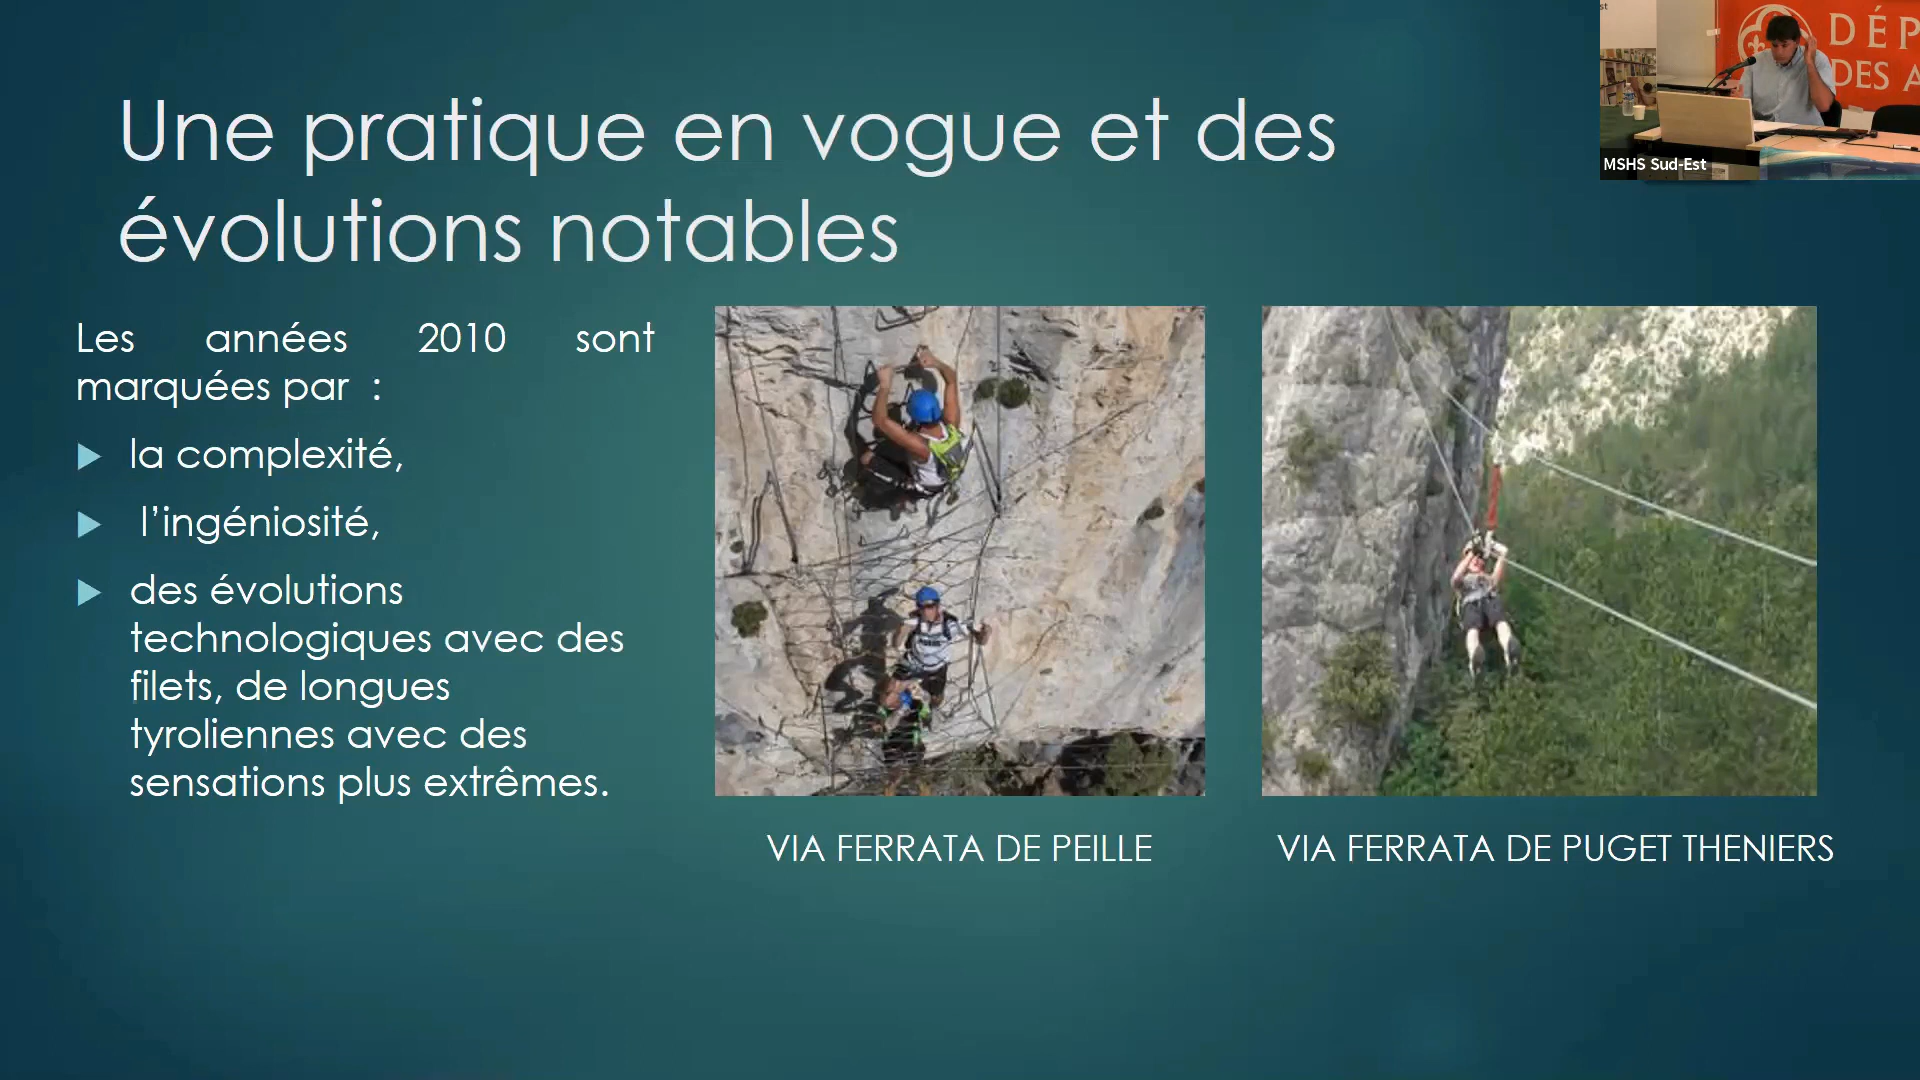 Une pratique en vogue et des
évolutions notables
Les années 2010 sont
marquées par :
la complexité,
l’ingéniosité,
des évolutions
technologiques avec des
filets, de longues
tyroliennes avec des
sensations plus extrêmes.
VIA FERRATA DE PEILLE
VIA FERRATA DE PUGET THENIERS
DÉP
DES A
MSHS Sud-Est